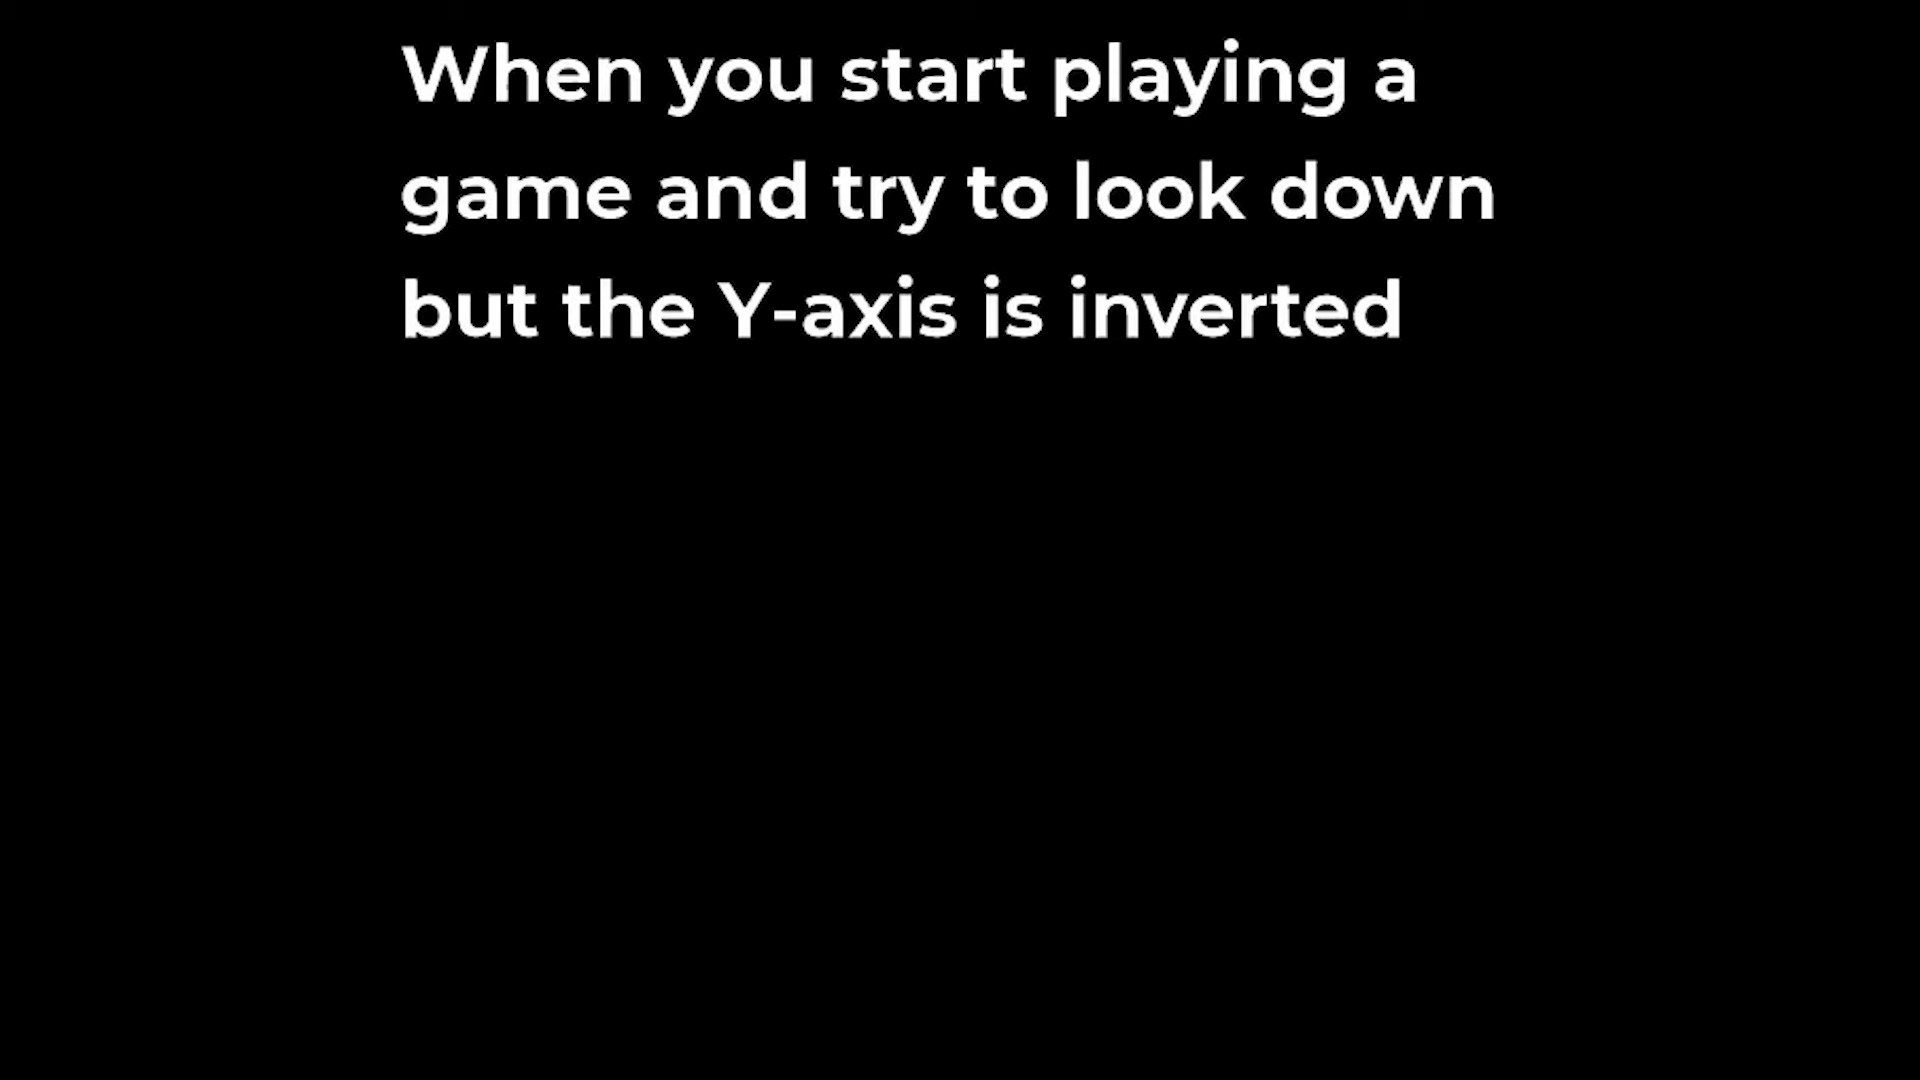 When you start playing a
game and try to look down
but the Y-axis is inverted